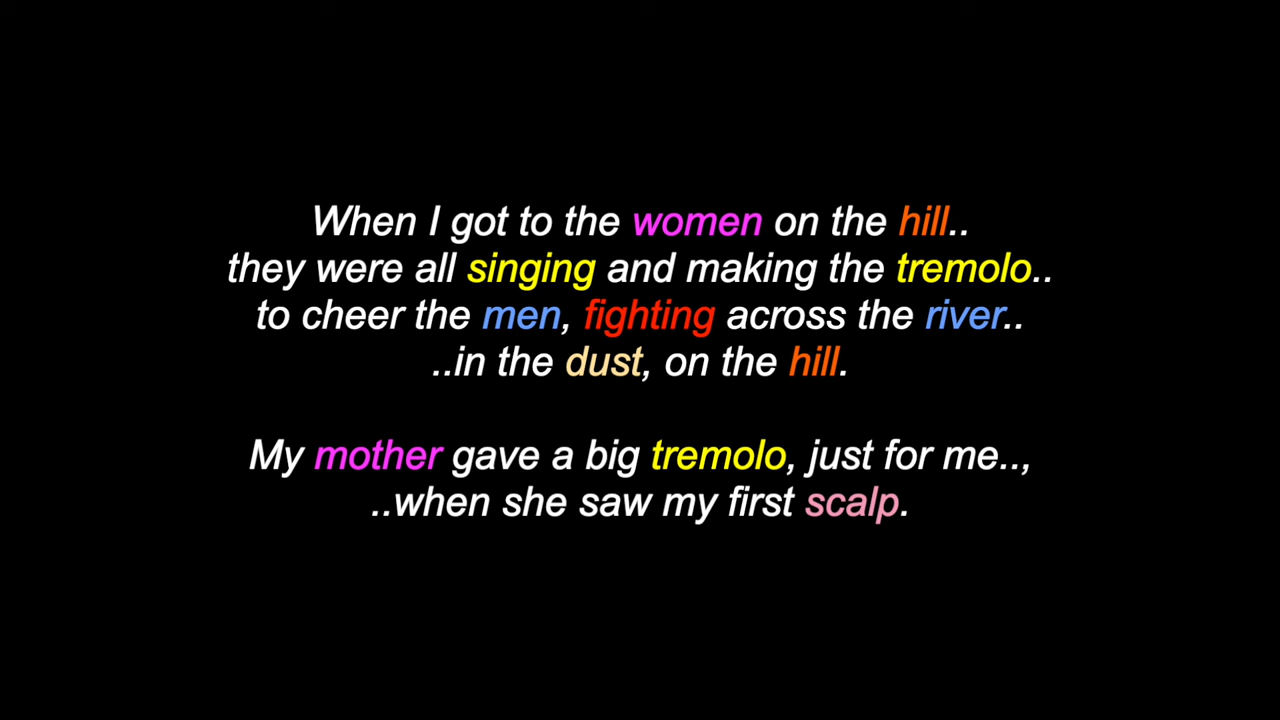 When I got to the women on the hill..
they were all singing and making the tremolo..
to cheer the men, fighting across the river..
..in the dust, on the hill.
My mother gave a big tremolo, just for me..,
..when she saw my first scalp.